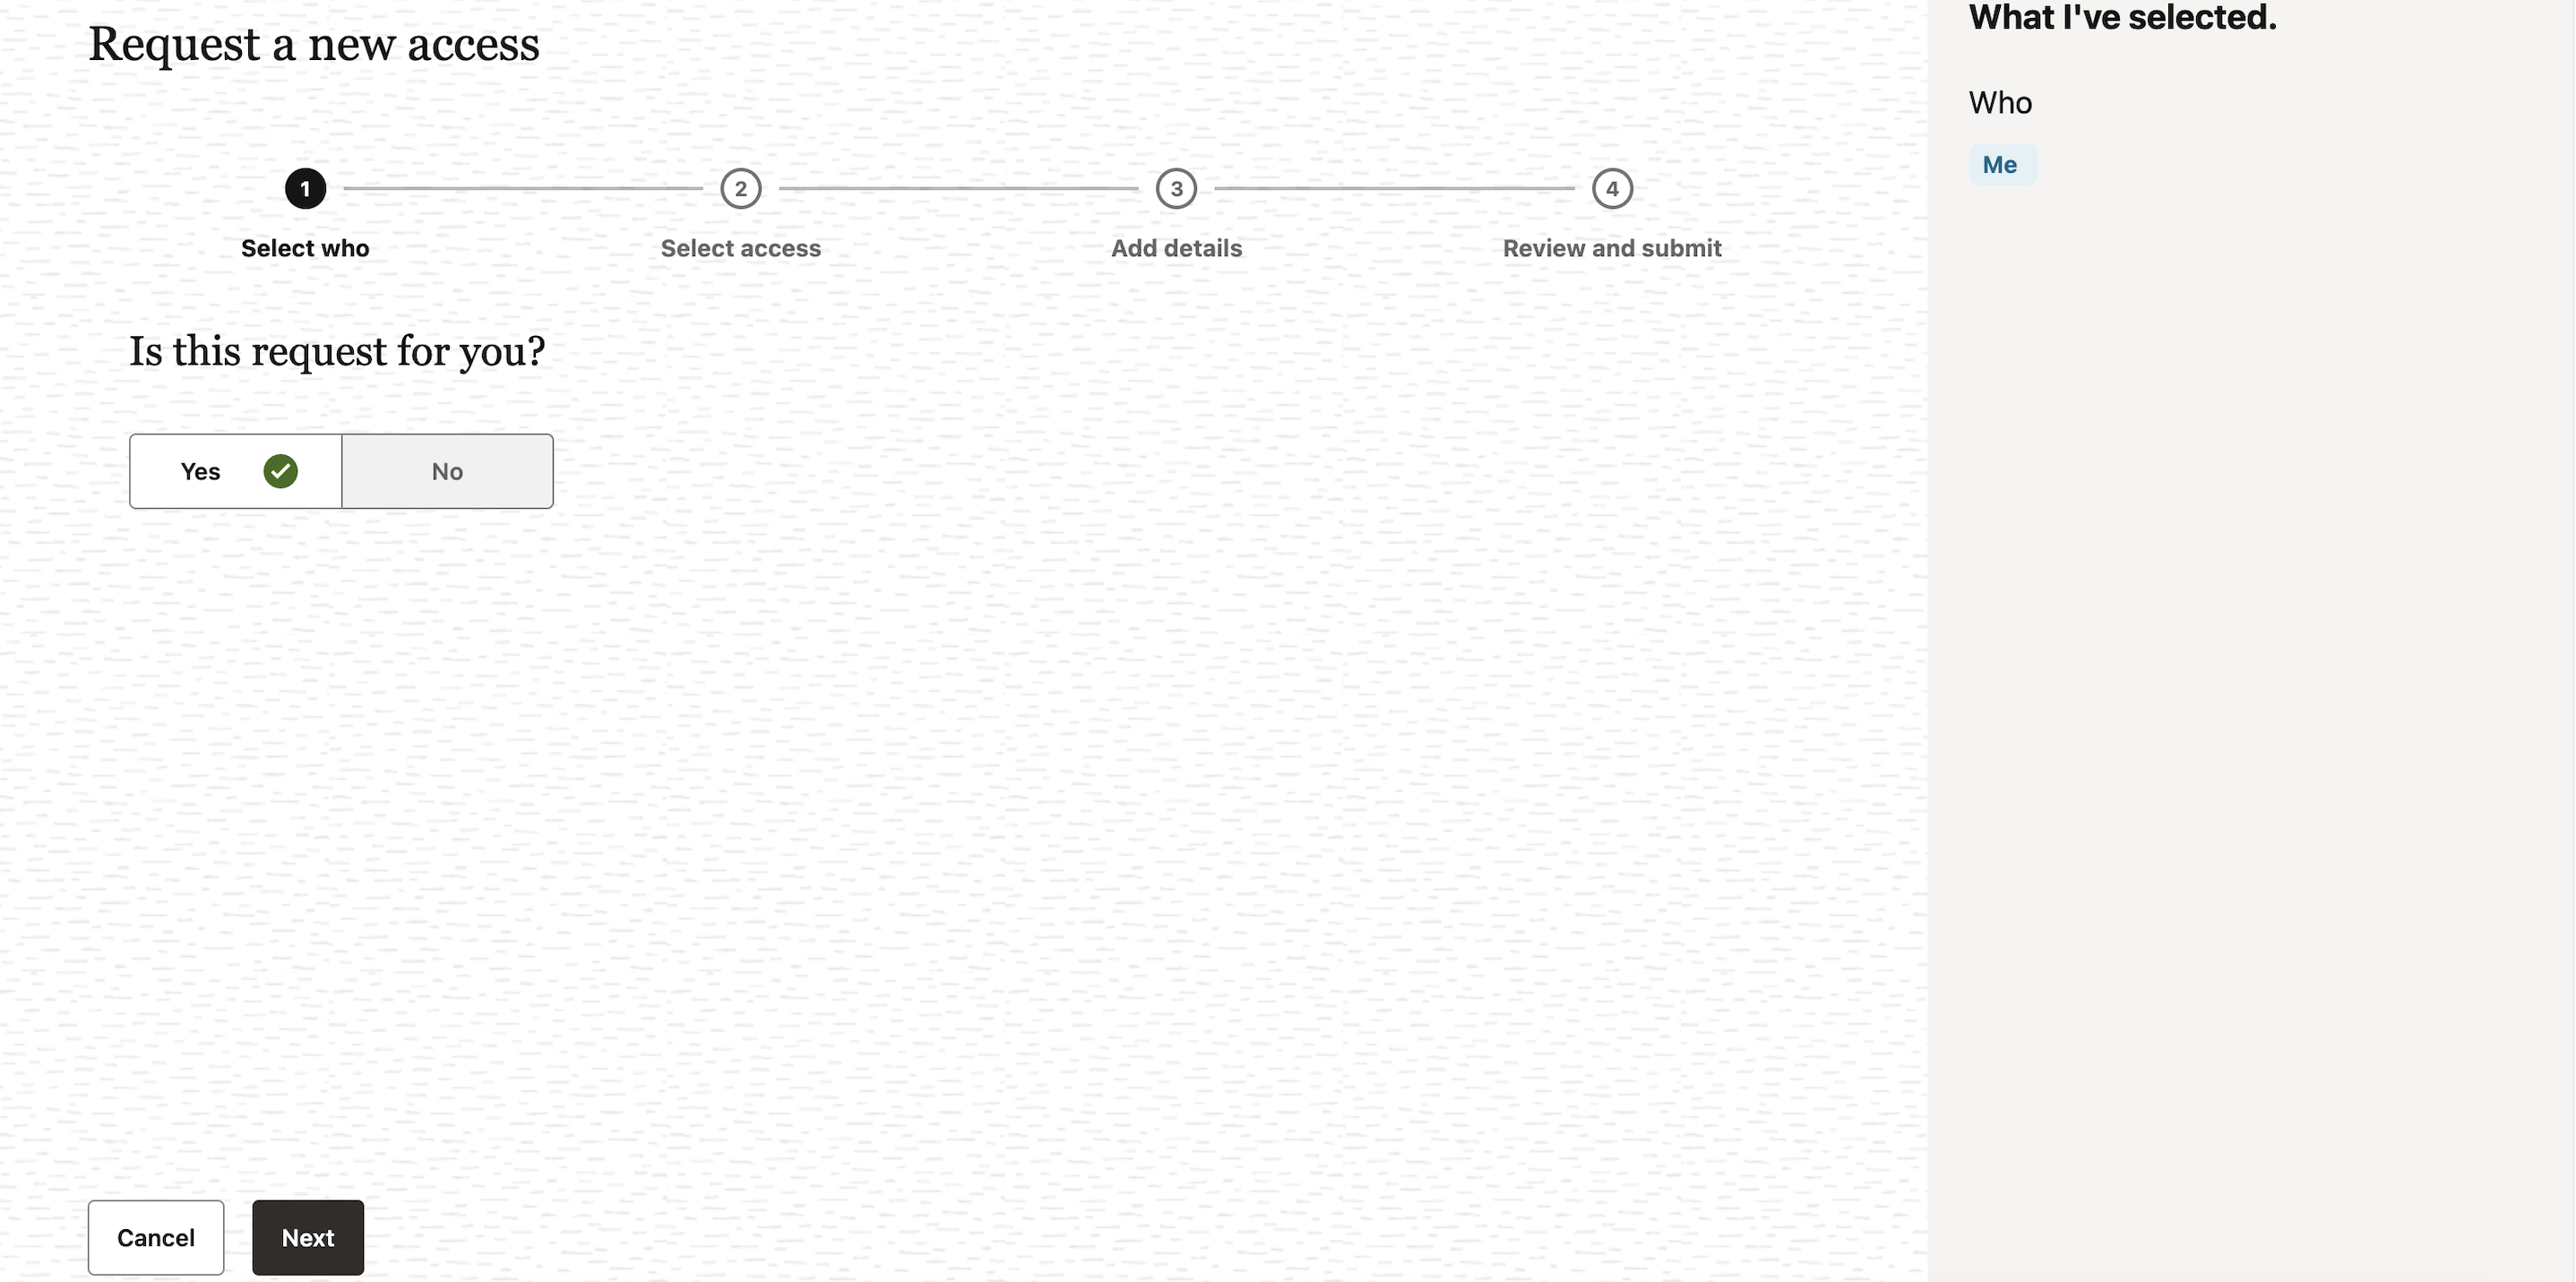 Request a new access
1
2
3
4
Select who
Select access
Add details
Review and submit
Is this request for you?
Yes
No
Cancel
Next
What I've selected.
Who
Me